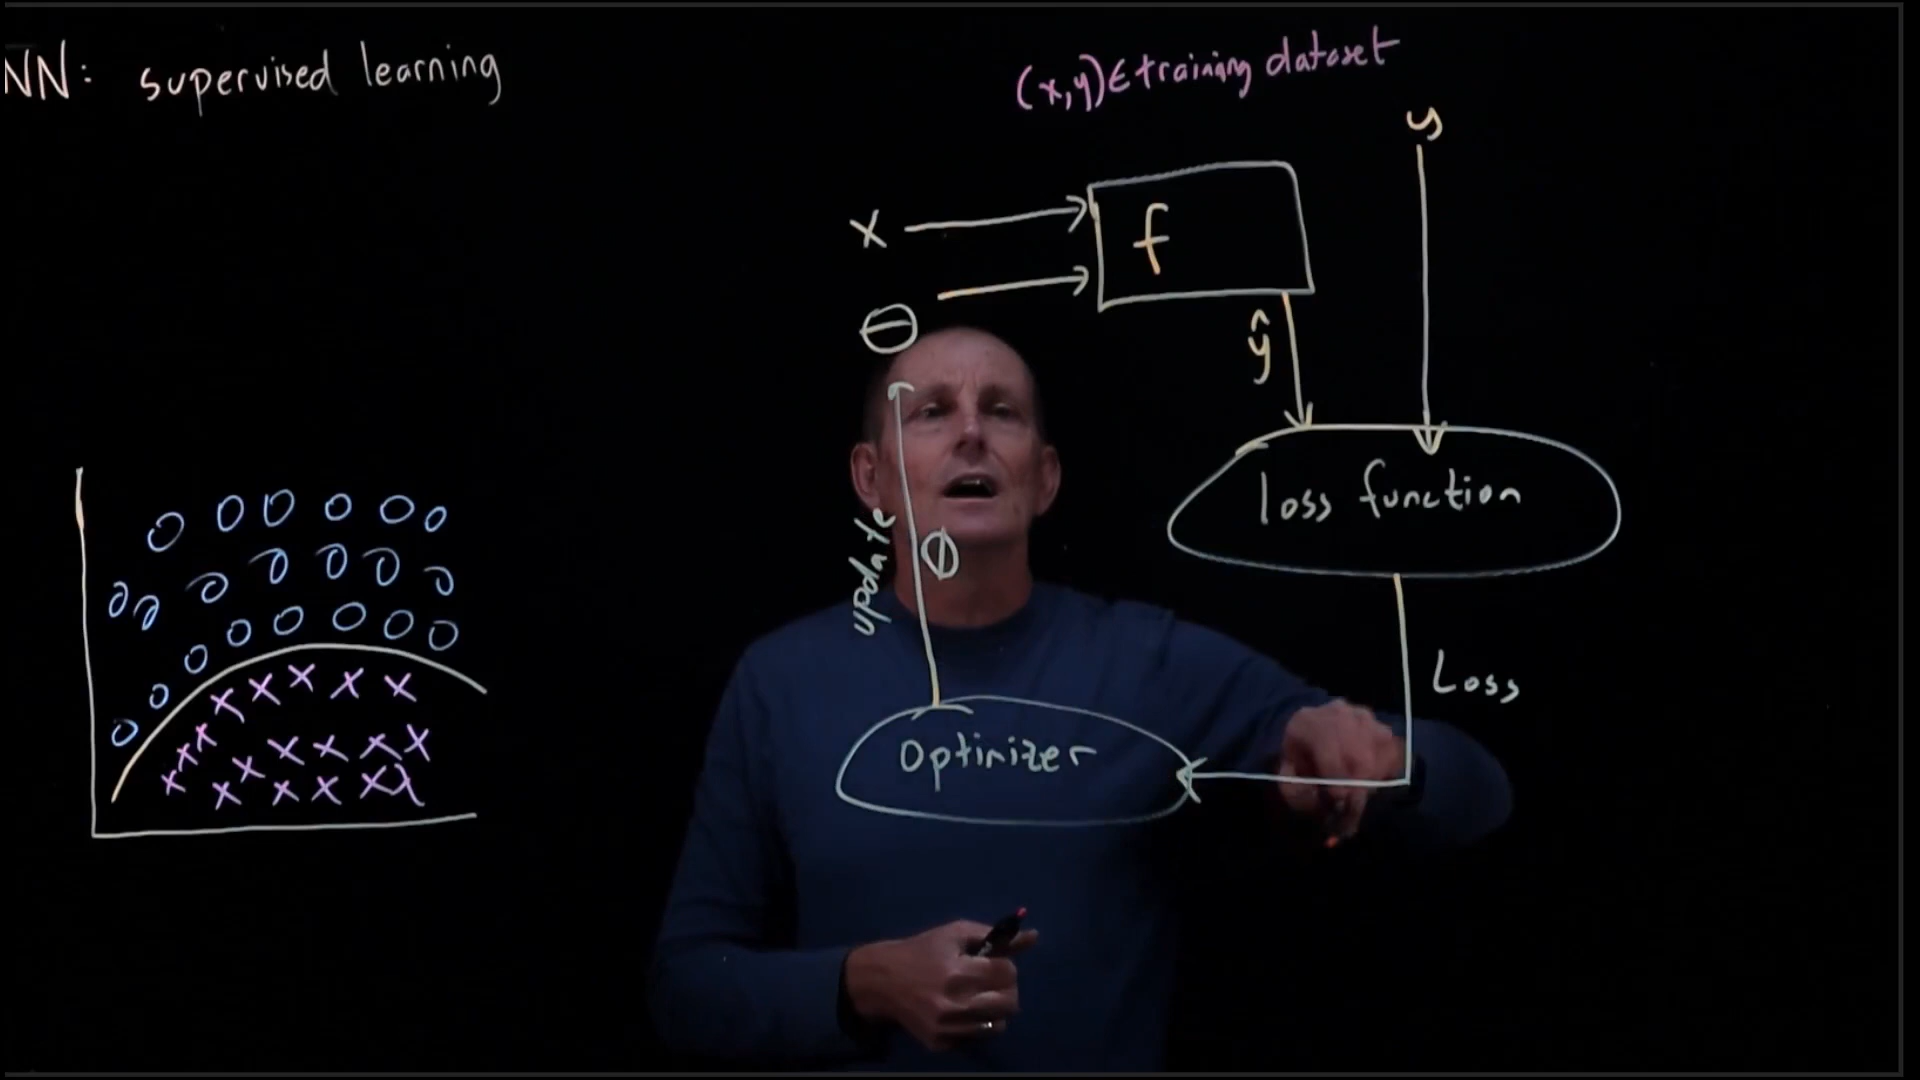 NN: supervised learning
(x,y)∈training dataset
y
x
f
θ
ŷ
loss function
update
θ
Loss
Optimizer